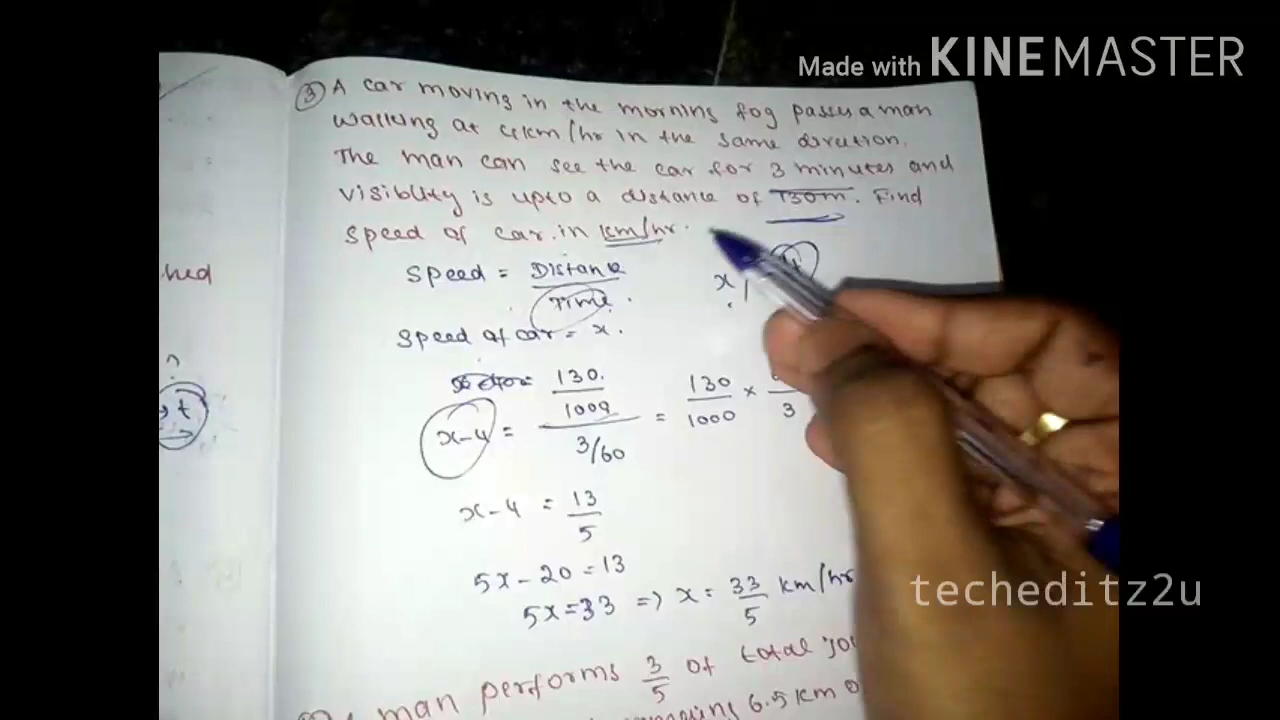 Made with KINEMASTER
③ A car moving in the morning fog passes a man
walking at 4km/hr in the same direction.
The man can see the car for 3 minutes and
visiblity is upto a distance of 130m. Find
speed of car in km/hr.
speed = Distance
Time
x
speed of car = x.
130
1000
x-4 =
3/60
= 130
1000
×
3
hed
?
→ t
x-4 = 13
5
5x-20 = 13
5x=33 => x = 33 km/hr
5
techeditz2u
man performs 3/5 of total
6.5 km